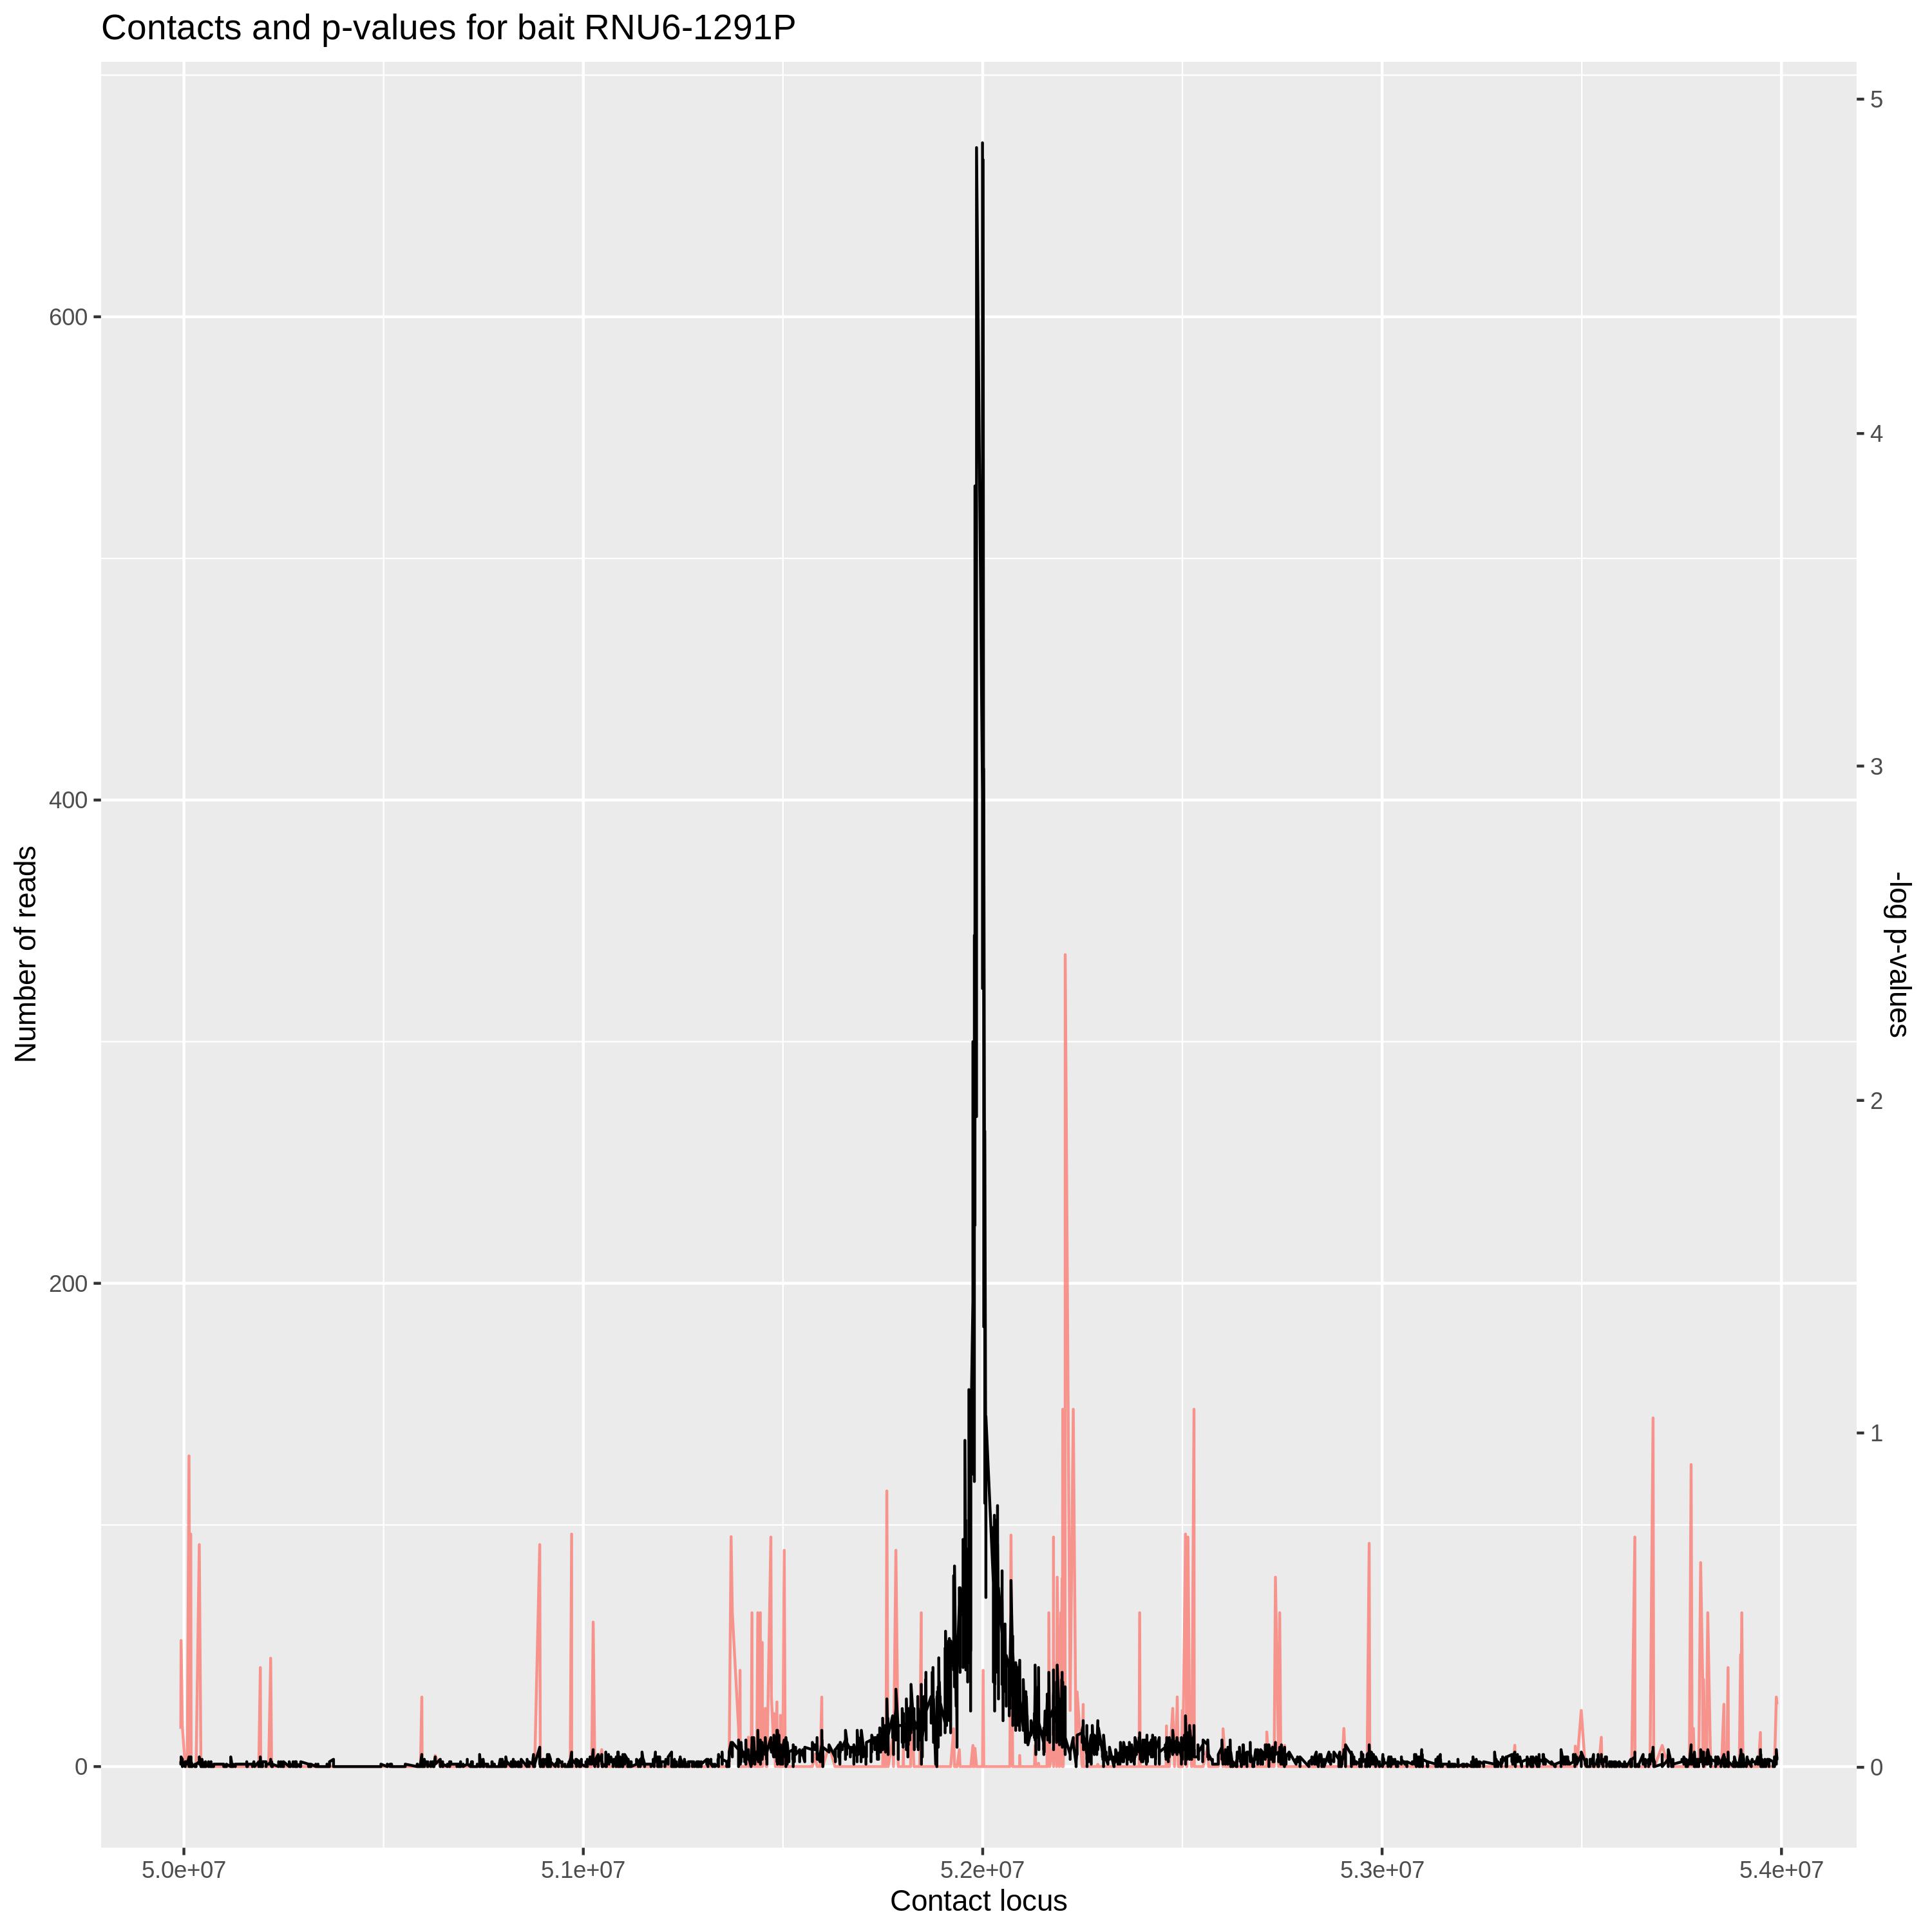 Contacts and p-values for bait RNU6-1291P
5
600
4
400
3
Number of reads
-log p-values
2
200
1
0
0
5.0e+07
5.1e+07
5.2e+07
5.3e+07
5.4e+07
Contact locus